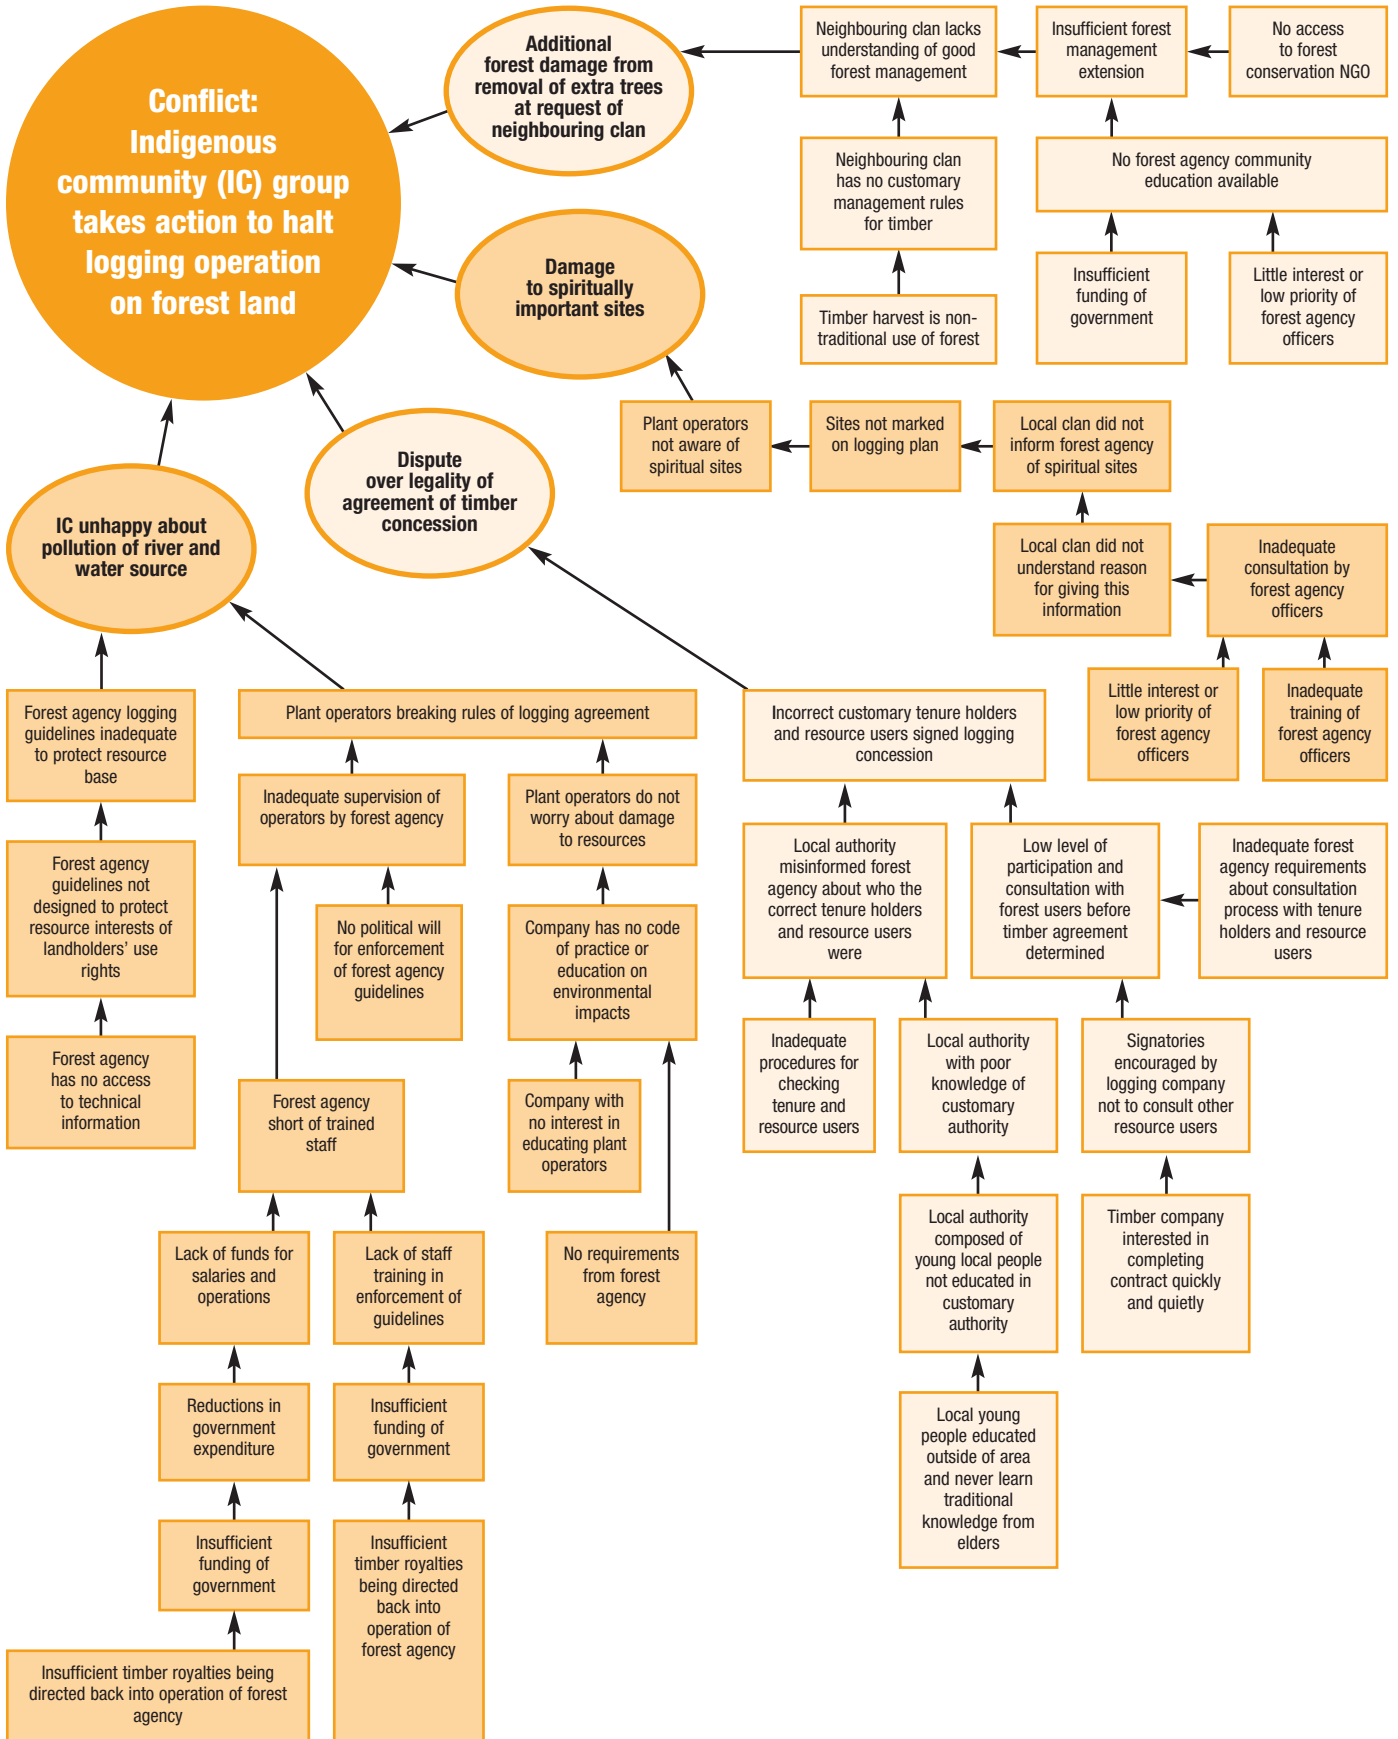 Conflict:
Indigenous
community (IC) group
takes action to halt
logging operation
on forest land
Additional
forest damage from
removal of extra trees
at request of
neighbouring clan
Neighbouring clan lacks
understanding of good
forest management
Insufficient forest
management
extension
No access
to forest
conservation NGO
Neighbouring clan
has no customary
management rules
for timber
No forest agency community
education available
Timber harvest is non-
traditional use of forest
Insufficient
funding of
government
Little interest or
low priority of
forest agency
officers
Damage
to spiritually
important sites
Plant operators
not aware of
spiritual sites
Sites not marked
on logging plan
Local clan did not
inform forest agency
of spiritual sites
Local clan did not
understand reason
for giving this
information
Inadequate
consultation by
forest agency
officers
Little interest or
low priority of
forest agency
officers
Inadequate
training of
forest agency
officers
Dispute
over legality of
agreement of timber
concession
IC unhappy about
pollution of river and
water source
Forest agency logging
guidelines inadequate
to protect resource
base
Forest agency
guidelines not
designed to protect
resource interests of
landholders' use
rights
Forest agency
has no access
to technical
information
Plant operators breaking rules of logging agreement
Inadequate supervision of
operators by forest agency
Plant operators do not
worry about damage
to resources
No political will
for enforcement
of forest agency
guidelines
Company has no code
of practice or
education on
environmental
impacts
Forest agency
short of trained
staff
Company with
no interest in
educating plant
operators
Lack of funds for
salaries and
operations
Lack of staff
training in
enforcement of
guidelines
No requirements
from forest
agency
Reductions in
government
expenditure
Insufficient
funding of
government
Insufficient
funding of
government
Insufficient
timber royalties
being directed
back into
operation of
forest agency
Insufficient timber royalties being
directed back into operation of forest
agency
Incorrect customary tenure holders
and resource users signed logging
concession
Local authority
misinformed forest
agency about who the
correct tenure holders
and resource users
were
Low level of
participation and
consultation with
forest users before
timber agreement
determined
Inadequate forest
agency requirements
about consultation
process with tenure
holders and resource
users
Inadequate
procedures for
checking
tenure and
resource users
Local authority
with poor
knowledge of
customary
authority
Signatories
encouraged by
logging company
not to consult other
resource users
Local authority
composed of
young local people
not educated in
customary
authority
Timber company
interested in
completing
contract quickly
and quietly
Local young
people educated
outside of area
and never learn
traditional
knowledge from
elders